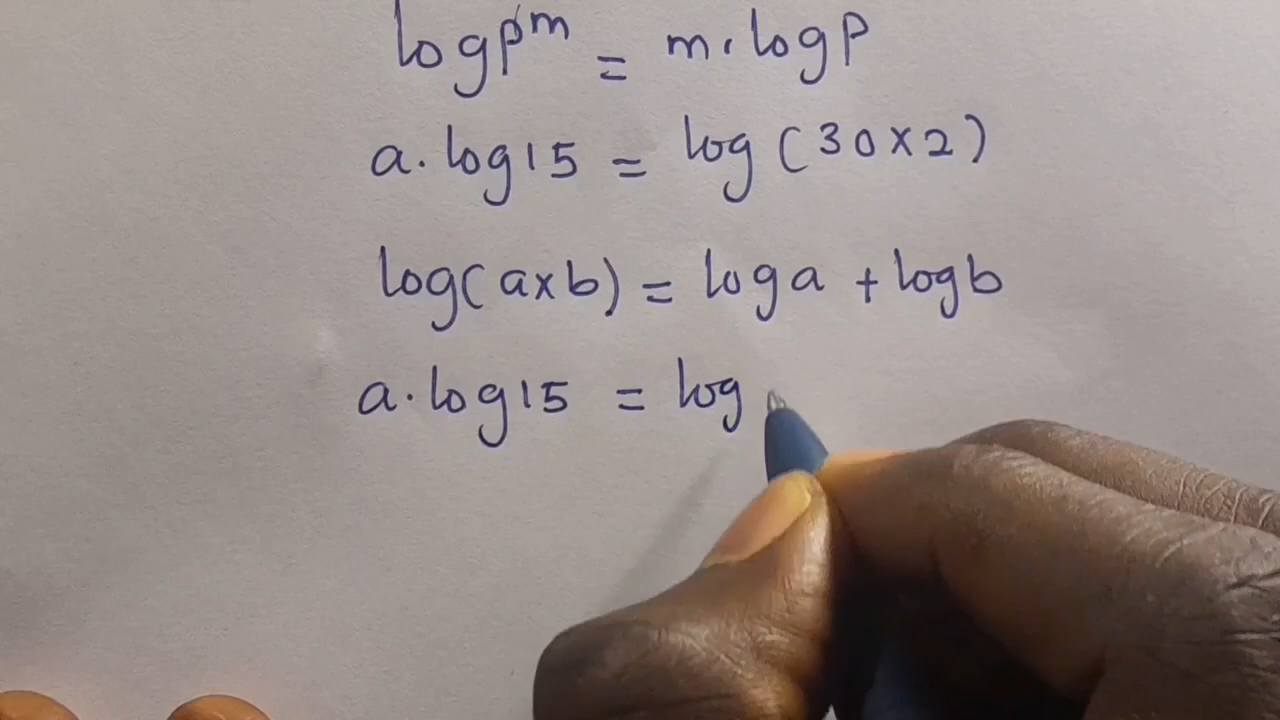 log p^m = m . log p
a . log 15 = log (30 x 2)
log( a x b) = log a + log b
a . log 15 = log